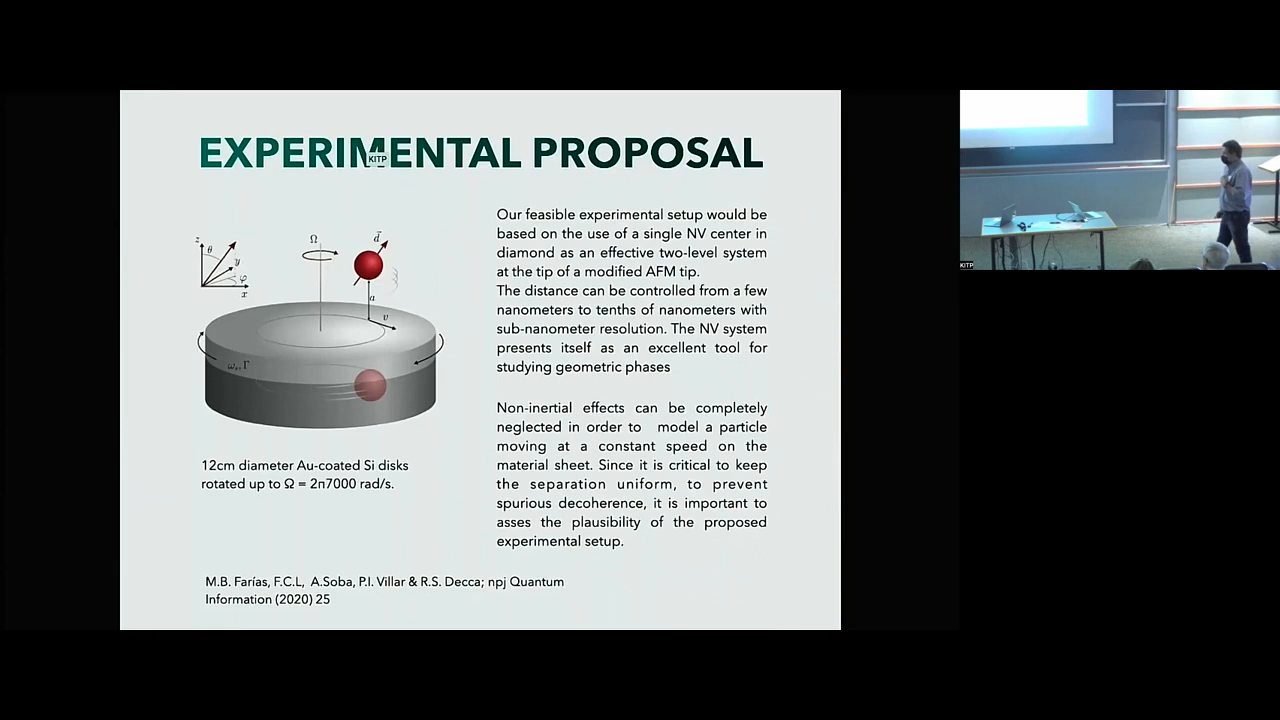 EXPERIMENTAL PROPOSAL
KITP
Our feasible experimental setup would be
based on the use of a single NV center in
diamond as an effective two-level system
at the tip of a modified AFM tip.
The distance can be controlled from a few
nanometers to tenths of nanometers with
sub-nanometer resolution. The NV system
presents itself as an excellent tool for
studying geometric phases
Non-inertial effects can be completely
neglected in order to model a particle
moving at a constant speed on the
material sheet. Since it is critical to keep
the separation uniform, to prevent
spurious decoherence, it is important to
asses the plausibility of the proposed
experimental setup.
z
θ
y
φ
x
Ω
d
a
v
12cm diameter Au-coated Si disks
rotated up to Ω = 2π7000 rad/s.
M.B. Farías, F.C.L, A.Soba, P.I. Villar & R.S. Decca; npj Quantum
Information (2020) 25
KITP